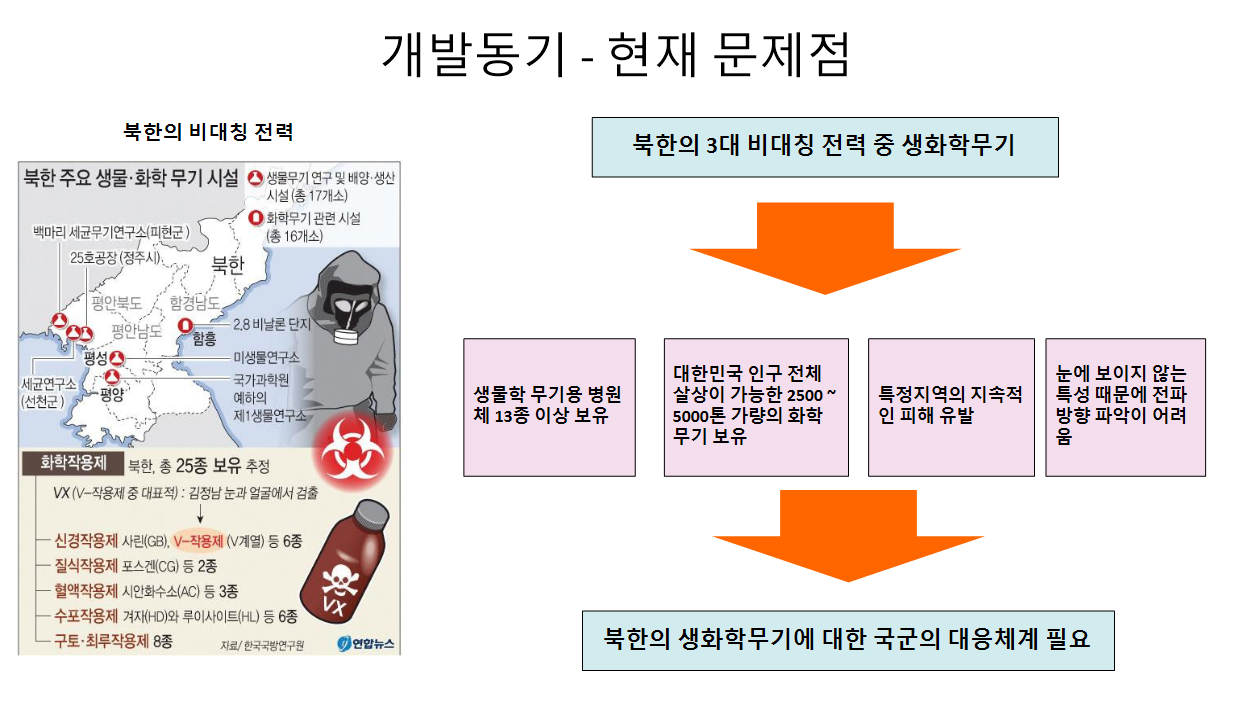 개발동기 - 현재 문제점
북한의 비대칭 전력
북한 주요 생물·화학 무기 시설
생물무기 연구 및 배양·생산
시설 (총 17개소)
화학무기 관련 시설
(총 16개소)
백마리 세균무기연구소(피현군)
25호공장 (정주시)
북한
평안북도
함경남도
평안남도
함흥
2.8 비날론 단지
평성
미생물연구소
세균연구소
(선천군)
평양
국가과학원
예하의
제1생물연구소
화학작용제 북한, 총 25종 보유 추정
VX (V-작용제 중 대표적) : 김정남 눈과 얼굴에서 검출
신경작용제 사린(GB), V-작용제 (V계열) 등 6종
질식작용제 포스겐(CG) 등 2종
혈액작용제 시안화수소(AC) 등 3종
수포작용제 겨자(HD)와 루이사이트(HL) 등 6종
구토·최루작용제 8종
VX
자료/ 한국국방연구원
연합뉴스
북한의 3대 비대칭 전력 중 생화학무기
생물학 무기용 병원
체 13종 이상 보유
대한민국 인구 전체
살상이 가능한 2500 ~
5000톤 가량의 화학
무기 보유
특정지역의 지속적
인 피해 유발
눈에 보이지 않는
특성 때문에 전파
방향 파악이 어려
움
북한의 생화학무기에 대한 국군의 대응체계 필요